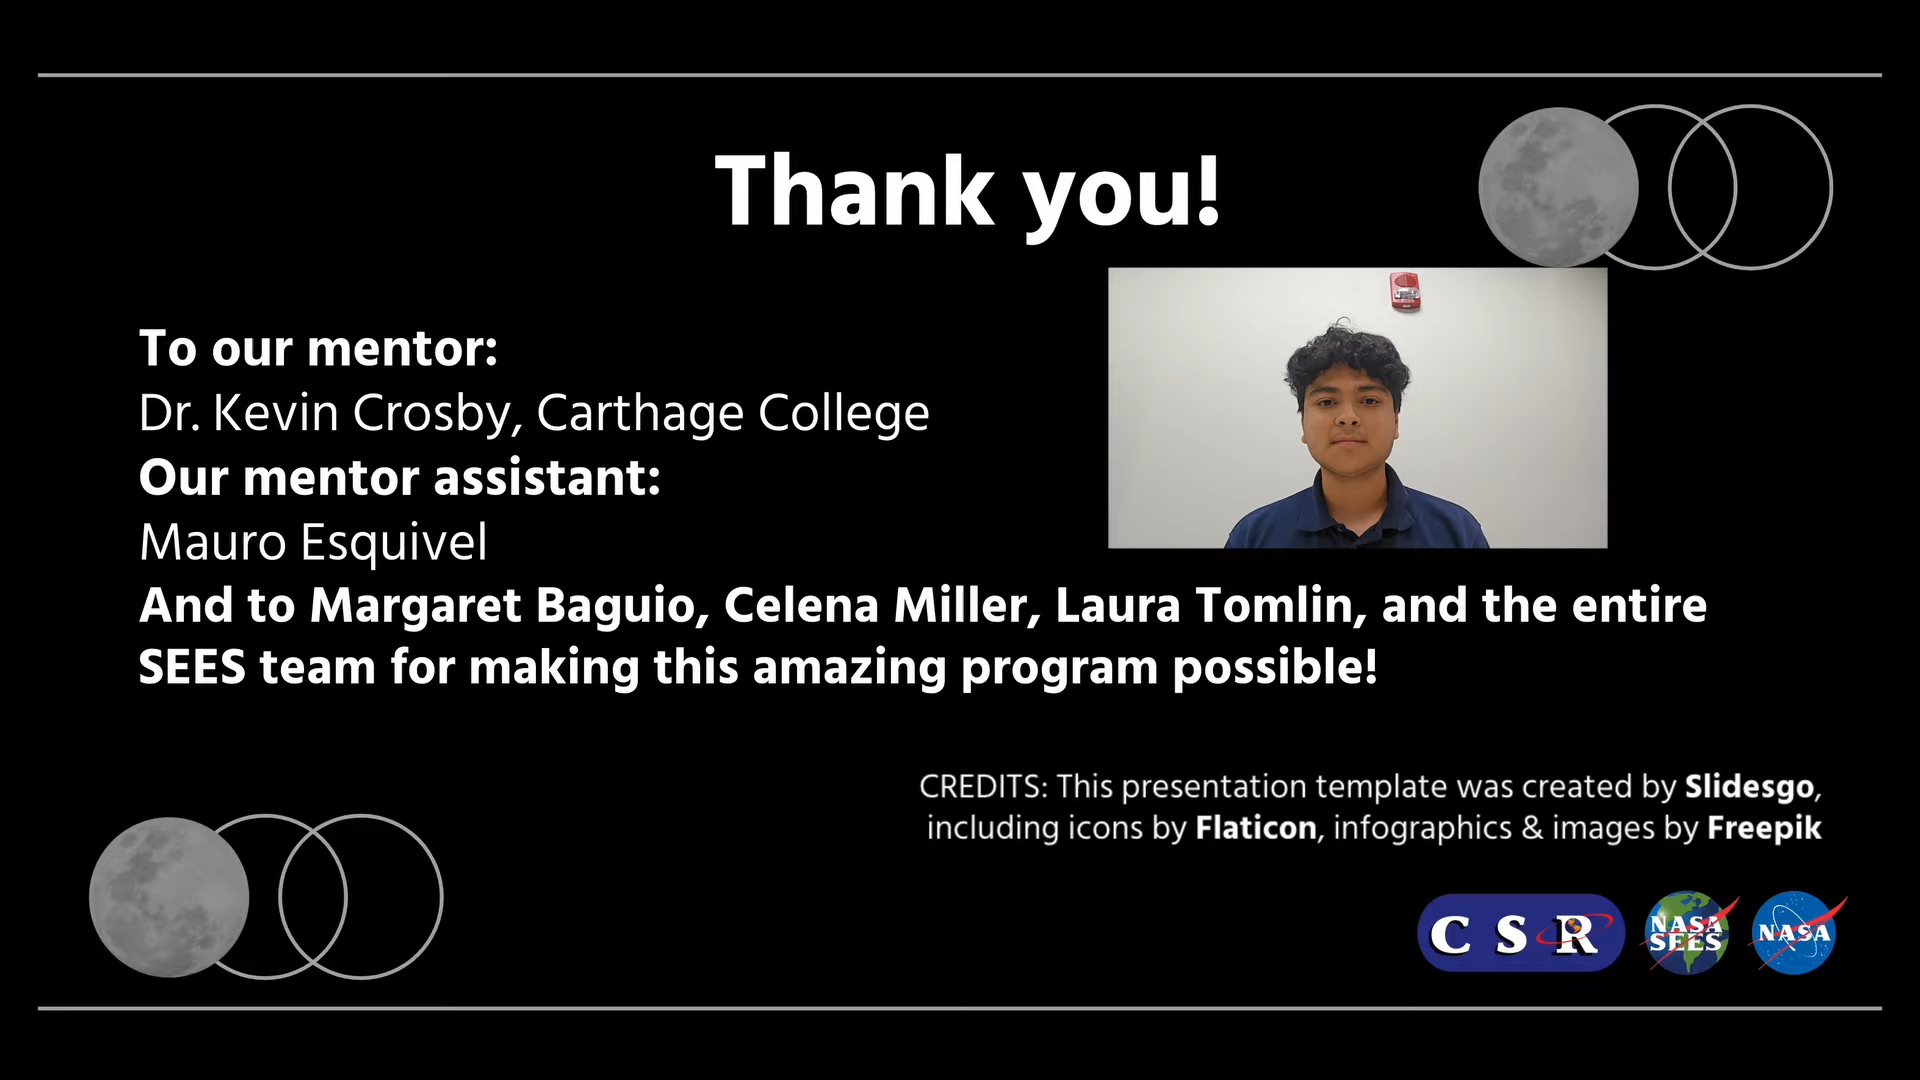 Thank you!
To our mentor:
Dr. Kevin Crosby, Carthage College
Our mentor assistant:
Mauro Esquivel
And to Margaret Baguio, Celena Miller, Laura Tomlin, and the entire
SEES team for making this amazing program possible!
CREDITS: This presentation template was created by Slidesgo,
including icons by Flaticon, infographics & images by Freepik
CSR
NASA
SEES
NASA